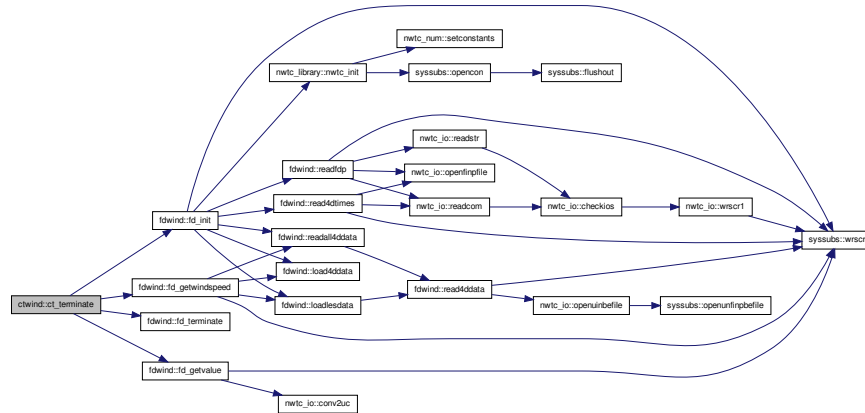 nwtc_num::setconstants
nwtc_library::nwtc_init
syssubs::opencon
syssubs::flushout
nwtc_io::readstr
fdwind::readfdp
nwtc_io::openfinpfile
fdwind::read4dtimes
nwtc_io::readcom
nwtc_io::checkios
nwtc_io::wrscr1
fdwind::fd_init
fdwind::readall4ddata
syssubs::wrscr
fdwind::load4ddata
fdwind::fd_getwindspeed
fdwind::read4ddata
ctwind::ct_terminate
fdwind::loadlesdata
nwtc_io::openuinbefile
syssubs::openunfinpbefile
fdwind::fd_terminate
fdwind::fd_getvalue
nwtc_io::conv2uc